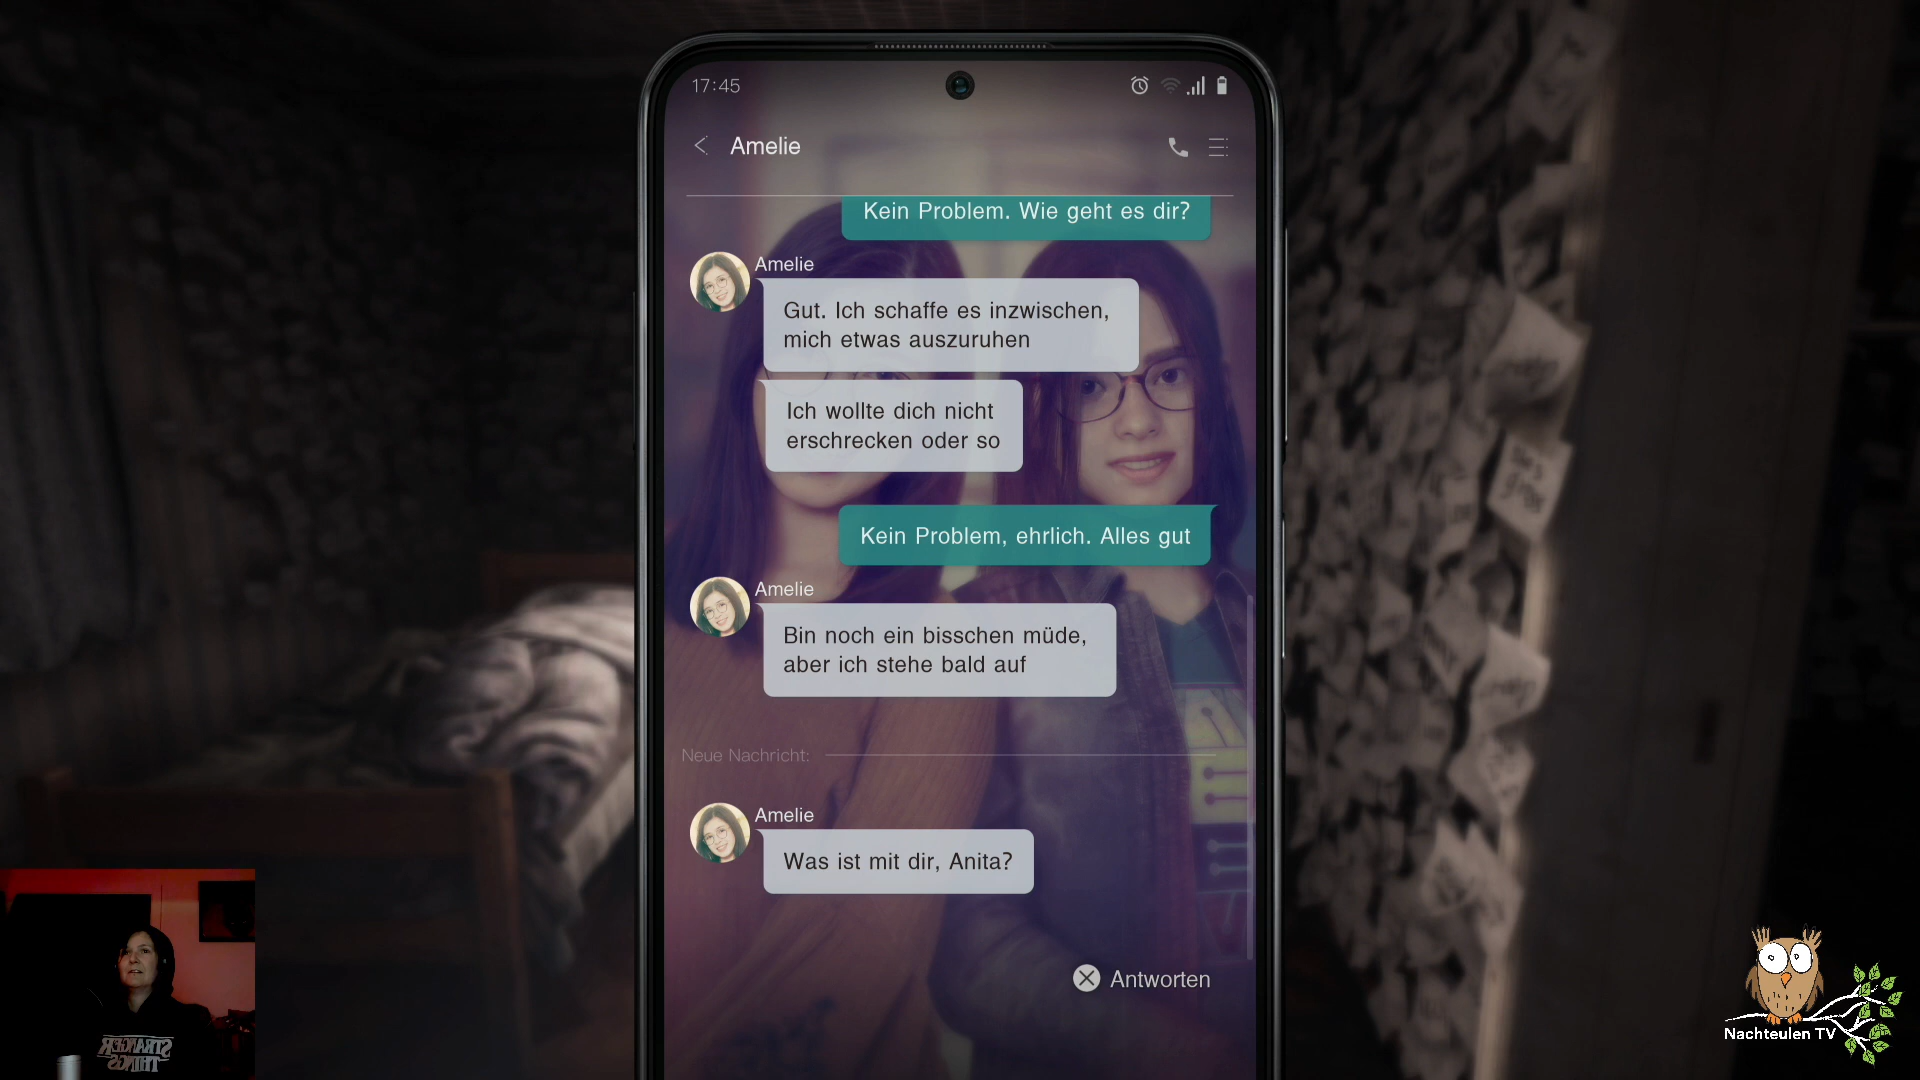 17:45
Amelie
Kein Problem. Wie geht es dir?
Amelie
Gut. Ich schaffe es inzwischen,
mich etwas auszuruhen
Ich wollte dich nicht
erschrecken oder so
Kein Problem, ehrlich. Alles gut
Amelie
Bin noch ein bisschen müde,
aber ich stehe bald auf
Neue Nachricht:
Amelie
Was ist mit dir, Anita?
Antworten
STRANGER
THINGS
Nachteulen TV